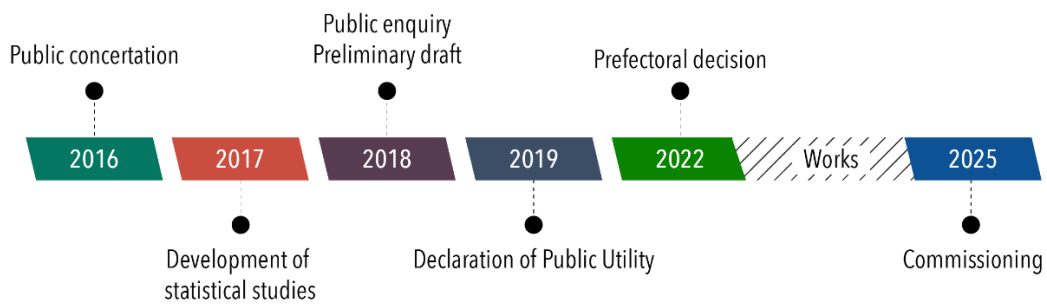 Public concertation
Public enquiry
Preliminary draft
Prefectoral decision
2016
2017
2018
2019
2022
Works
2025
Development of
statistical studies
Declaration of Public Utility
Commissioning